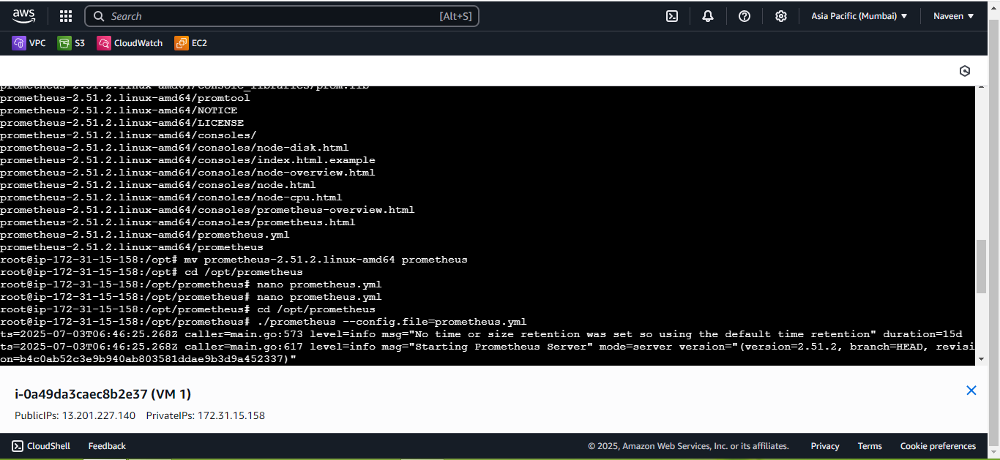 aws Search [Alt+S] Asia Pacific (Mumbai) Naveen
VPC S3 CloudWatch EC2
prometheus-2.51.2.linux-amd64/console_libraries/prom.lib
prometheus-2.51.2.linux-amd64/promtool
prometheus-2.51.2.linux-amd64/NOTICE
prometheus-2.51.2.linux-amd64/LICENSE
prometheus-2.51.2.linux-amd64/consoles/
prometheus-2.51.2.linux-amd64/consoles/node-disk.html
prometheus-2.51.2.linux-amd64/consoles/index.html.example
prometheus-2.51.2.linux-amd64/consoles/node-overview.html
prometheus-2.51.2.linux-amd64/consoles/node.html
prometheus-2.51.2.linux-amd64/consoles/node-cpu.html
prometheus-2.51.2.linux-amd64/consoles/prometheus-overview.html
prometheus-2.51.2.linux-amd64/consoles/prometheus.html
prometheus-2.51.2.linux-amd64/prometheus.yml
prometheus-2.51.2.linux-amd64/prometheus
root@ip-172-31-15-158:/opt# mv prometheus-2.51.2.linux-amd64 prometheus
root@ip-172-31-15-158:/opt# cd /opt/prometheus
root@ip-172-31-15-158:/opt/prometheus# nano prometheus.yml
root@ip-172-31-15-158:/opt/prometheus# nano prometheus.yml
root@ip-172-31-15-158:/opt/prometheus# cd /opt/prometheus
root@ip-172-31-15-158:/opt/prometheus# ./prometheus --config.file=prometheus.yml
ts=2025-07-03T06:46:25.268Z caller=main.go:573 level=info msg="No time or size retention was set so using the default time retention" duration=15d
ts=2025-07-03T06:46:25.268Z caller=main.go:617 level=info msg="Starting Prometheus Server" mode=server version="(version=2.51.2, branch=HEAD, revisi
on=b4c0ab52c3e9b940ab803581ddae9b3d9a452337)"
i-0a49da3caec8b2e37 (VM 1)
PublicIPs: 13.201.227.140 PrivateIPs: 172.31.15.158
CloudShell Feedback © 2025, Amazon Web Services, Inc. or its affiliates. Privacy Terms Cookie preferences